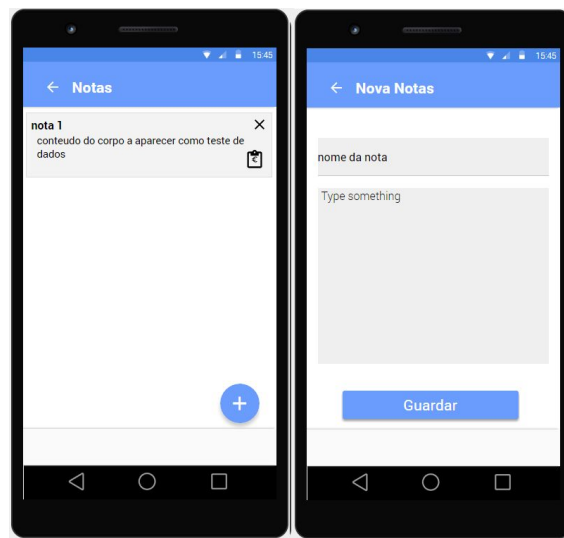 15:45
Notas
nota 1
conteudo do corpo a aparecer como teste de
dados
€
+
15:45
Nova Notas
nome da nota
Type something
Guardar